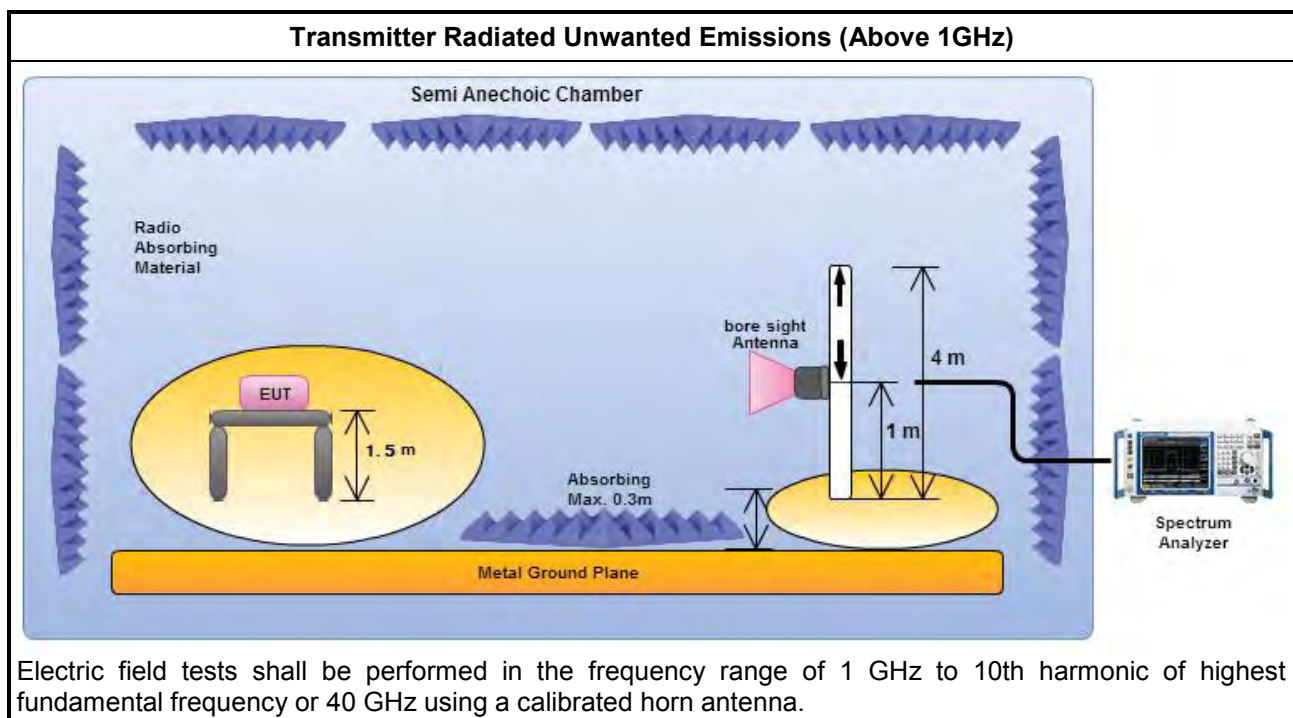 Transmitter Radiated Unwanted Emissions (Above 1GHz)
Semi Anechoic Chamber
Radio
Absorbing
Material
bore sight
Antenna
4 m
EUT
1 m
1.5 m
Absorbing
Max. 0.3m
Spectrum
Analyzer
Metal Ground Plane
Electric field tests shall be performed in the frequency range of 1 GHz to 10th harmonic of highest
fundamental frequency or 40 GHz using a calibrated horn antenna.